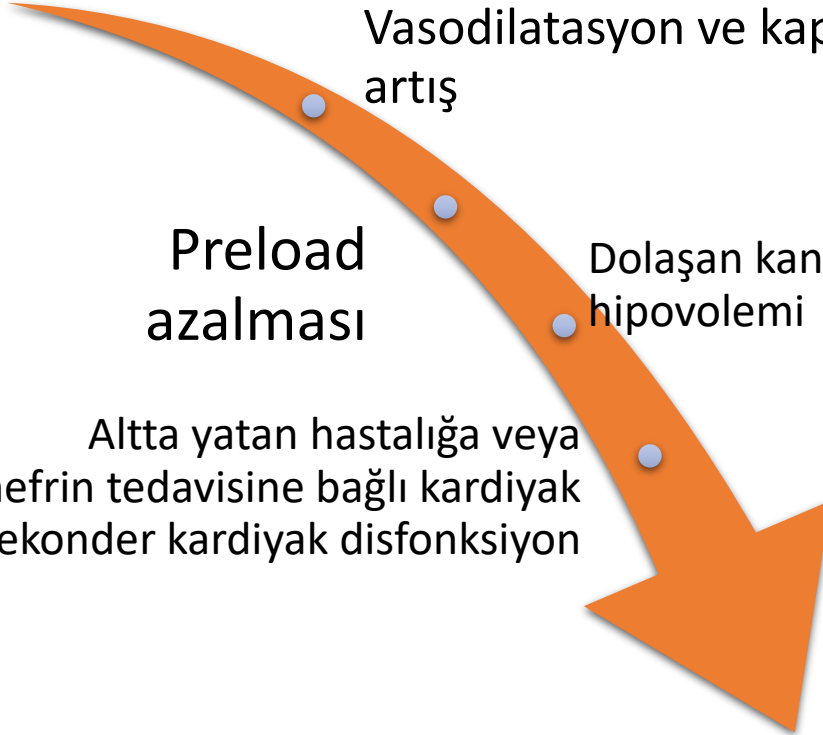 Vasodilatasyon ve kap
artış
Preload
azalması
Dolaşan kan
hipovolemi
Altta yatan hastalığa veya
nefrin tedavisine bağlı kardiyak
ekonder kardiyak disfonksiyon